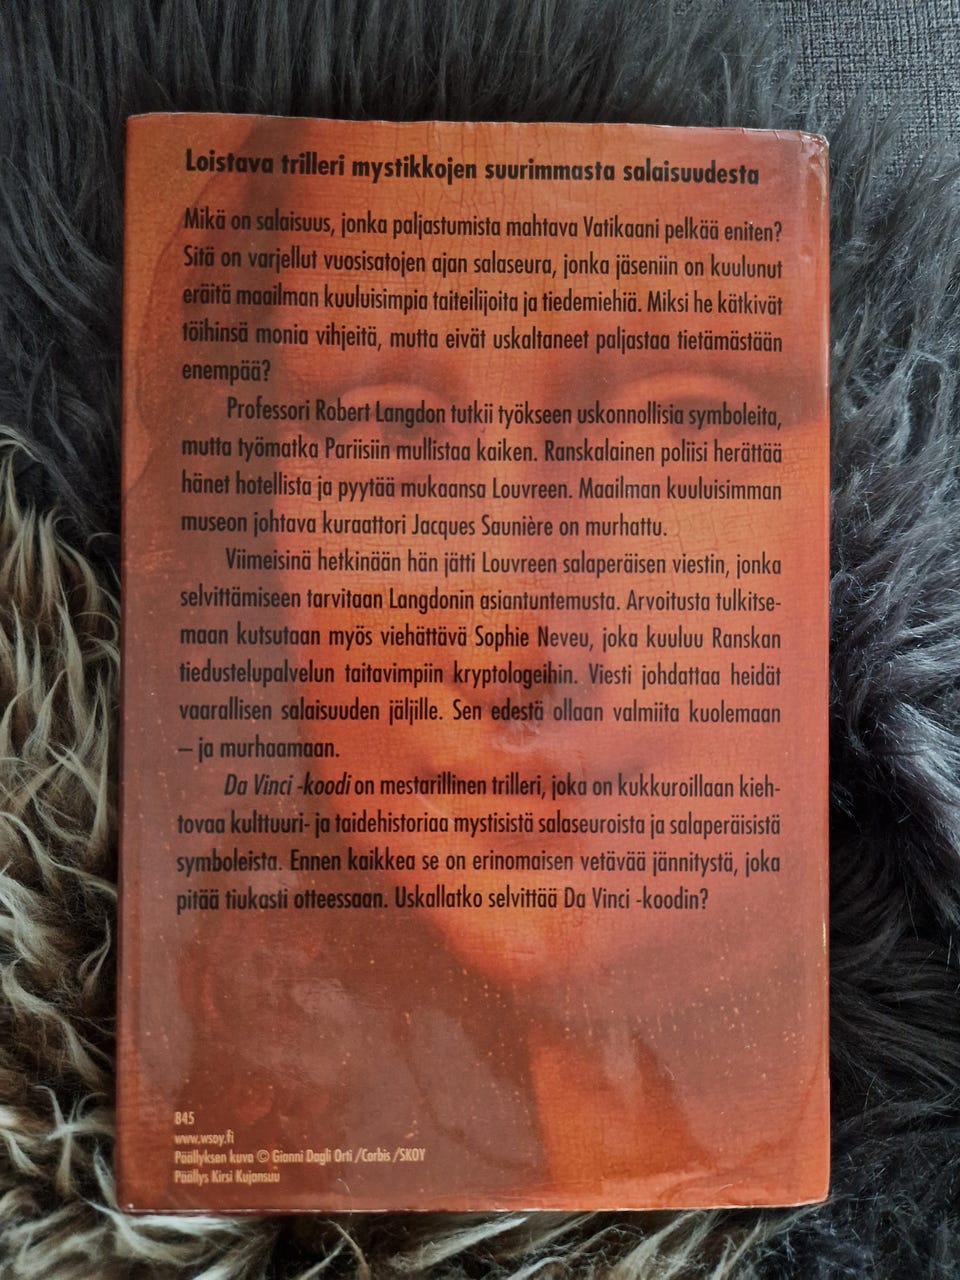 Loistava trilleri mystikkojen suurimmasta salaisuudesta
Mikä on salaisuus, jonka paljastumista mahtava Vatikaani pelkää eniten?
Sitä on varjellut vuosisatojen ajan salaseura, jonka jäseniin on kuulunut
eräitä maailman kuuluisimpia taiteilijoita ja tiedemiehiä. Miksi he kätkivät
töihinsä monia vihjeitä, mutta eivät uskaltaneet paljastaa tietämästään
enempää?
Professori Robert Langdon tutkii työkseen uskonnollisia symboleita,
mutta työmatka Pariisiin mullistaa kaiken. Ranskalainen poliisi herättää
hänet hotellista ja pyytää mukaansa Louvreen. Maailman kuuluisimman
museon johtava kuraattori Jacques Saunière on murhattu.
Viimeisinä hetkinään hän jätti Louvreen salaperäisen viestin, jonka
selvittämiseen tarvitaan Langdonin asiantuntemusta. Arvoitusta tulkitse-
maan kutsutaan myös viehättävä Sophie Neveu, joka kuuluu Ranskan
tiedustelupalvelun taitavimpiin kryptologeihin. Viesti johdattaa heidät
vaarallisen salaisuuden jäljille. Sen edestä ollaan valmiita kuolemaan
– ja murhaamaan.
Da Vinci -koodi on mestarillinen trilleri, joka on kukkuroillaan kieh-
tovaa kulttuuri- ja taidehistoriaa mystisistä salaseuroista ja salaperäisistä
symboleista. Ennen kaikkea se on erinomaisen vetävää jännitystä, joka
pitää tiukasti otteessaan. Uskallatko selvittää Da Vinci -koodin?
845
www.wsoy.fi
Päällyksen kuva © Gianni Dagli Orti /Corbis /SKOY
Päällys Kirsi Kujansuu